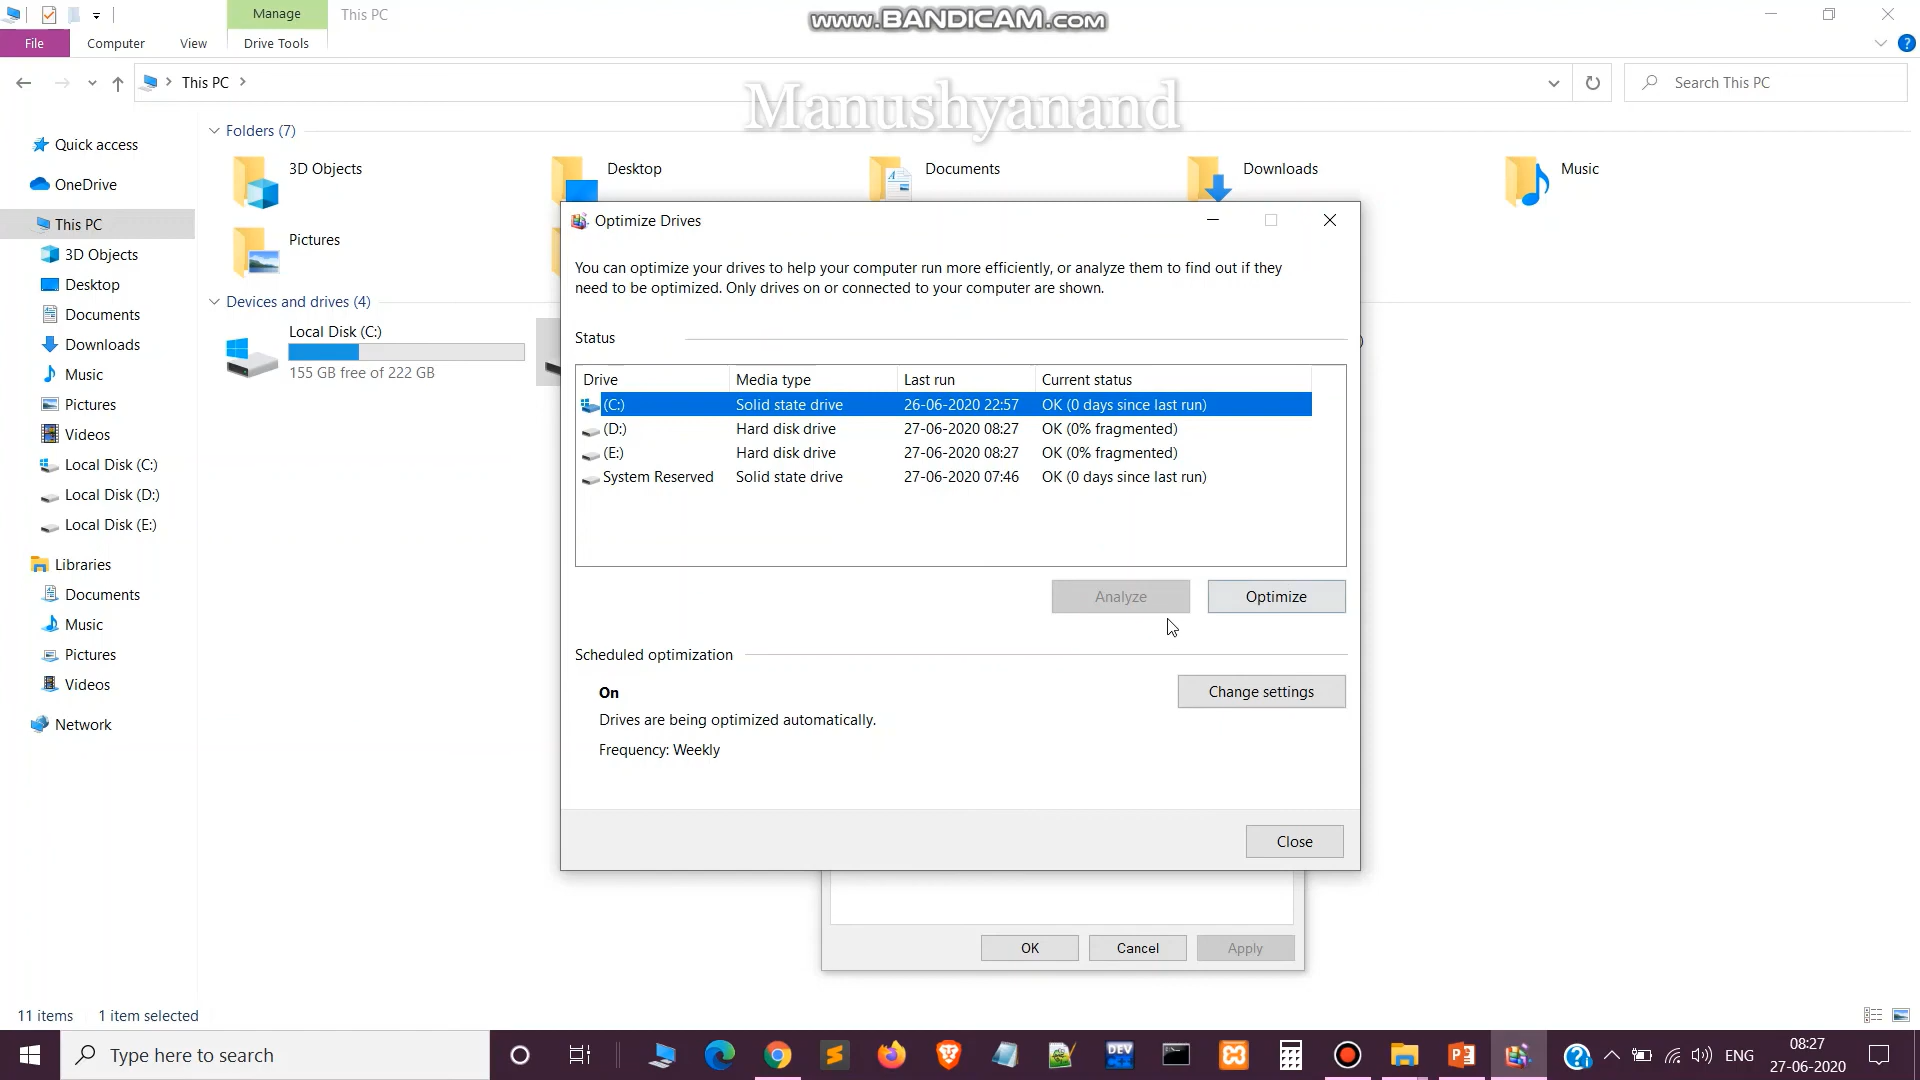 Manage
This PC
www.BANDICAM.com
File
Computer
View
Drive Tools
This PC
Search This PC
Manushyanand
Quick access
OneDrive
This PC
3D Objects
Desktop
Documents
Downloads
Music
Pictures
Videos
Local Disk (C:)
Local Disk (D:)
Local Disk (E:)
Libraries
Documents
Music
Pictures
Videos
Network
Folders (7)
3D Objects
Desktop
Documents
Downloads
Music
Pictures
Devices and drives (4)
Local Disk (C:)
155 GB free of 222 GB
Optimize Drives
You can optimize your drives to help your computer run more efficiently, or analyze them to find out if they
need to be optimized. Only drives on or connected to your computer are shown.
Status
Drive Media type Last run Current status
(C:) Solid state drive 26-06-2020 22:57 OK (0 days since last run)
(D:) Hard disk drive 27-06-2020 08:27 OK (0% fragmented)
(E:) Hard disk drive 27-06-2020 08:27 OK (0% fragmented)
System Reserved Solid state drive 27-06-2020 07:46 OK (0 days since last run)
Analyze
Optimize
Scheduled optimization
On
Change settings
Drives are being optimized automatically.
Frequency: Weekly
Close
OK
Cancel
Apply
11 items
1 item selected
Type here to search
DEV
ENG
08:27
27-06-2020